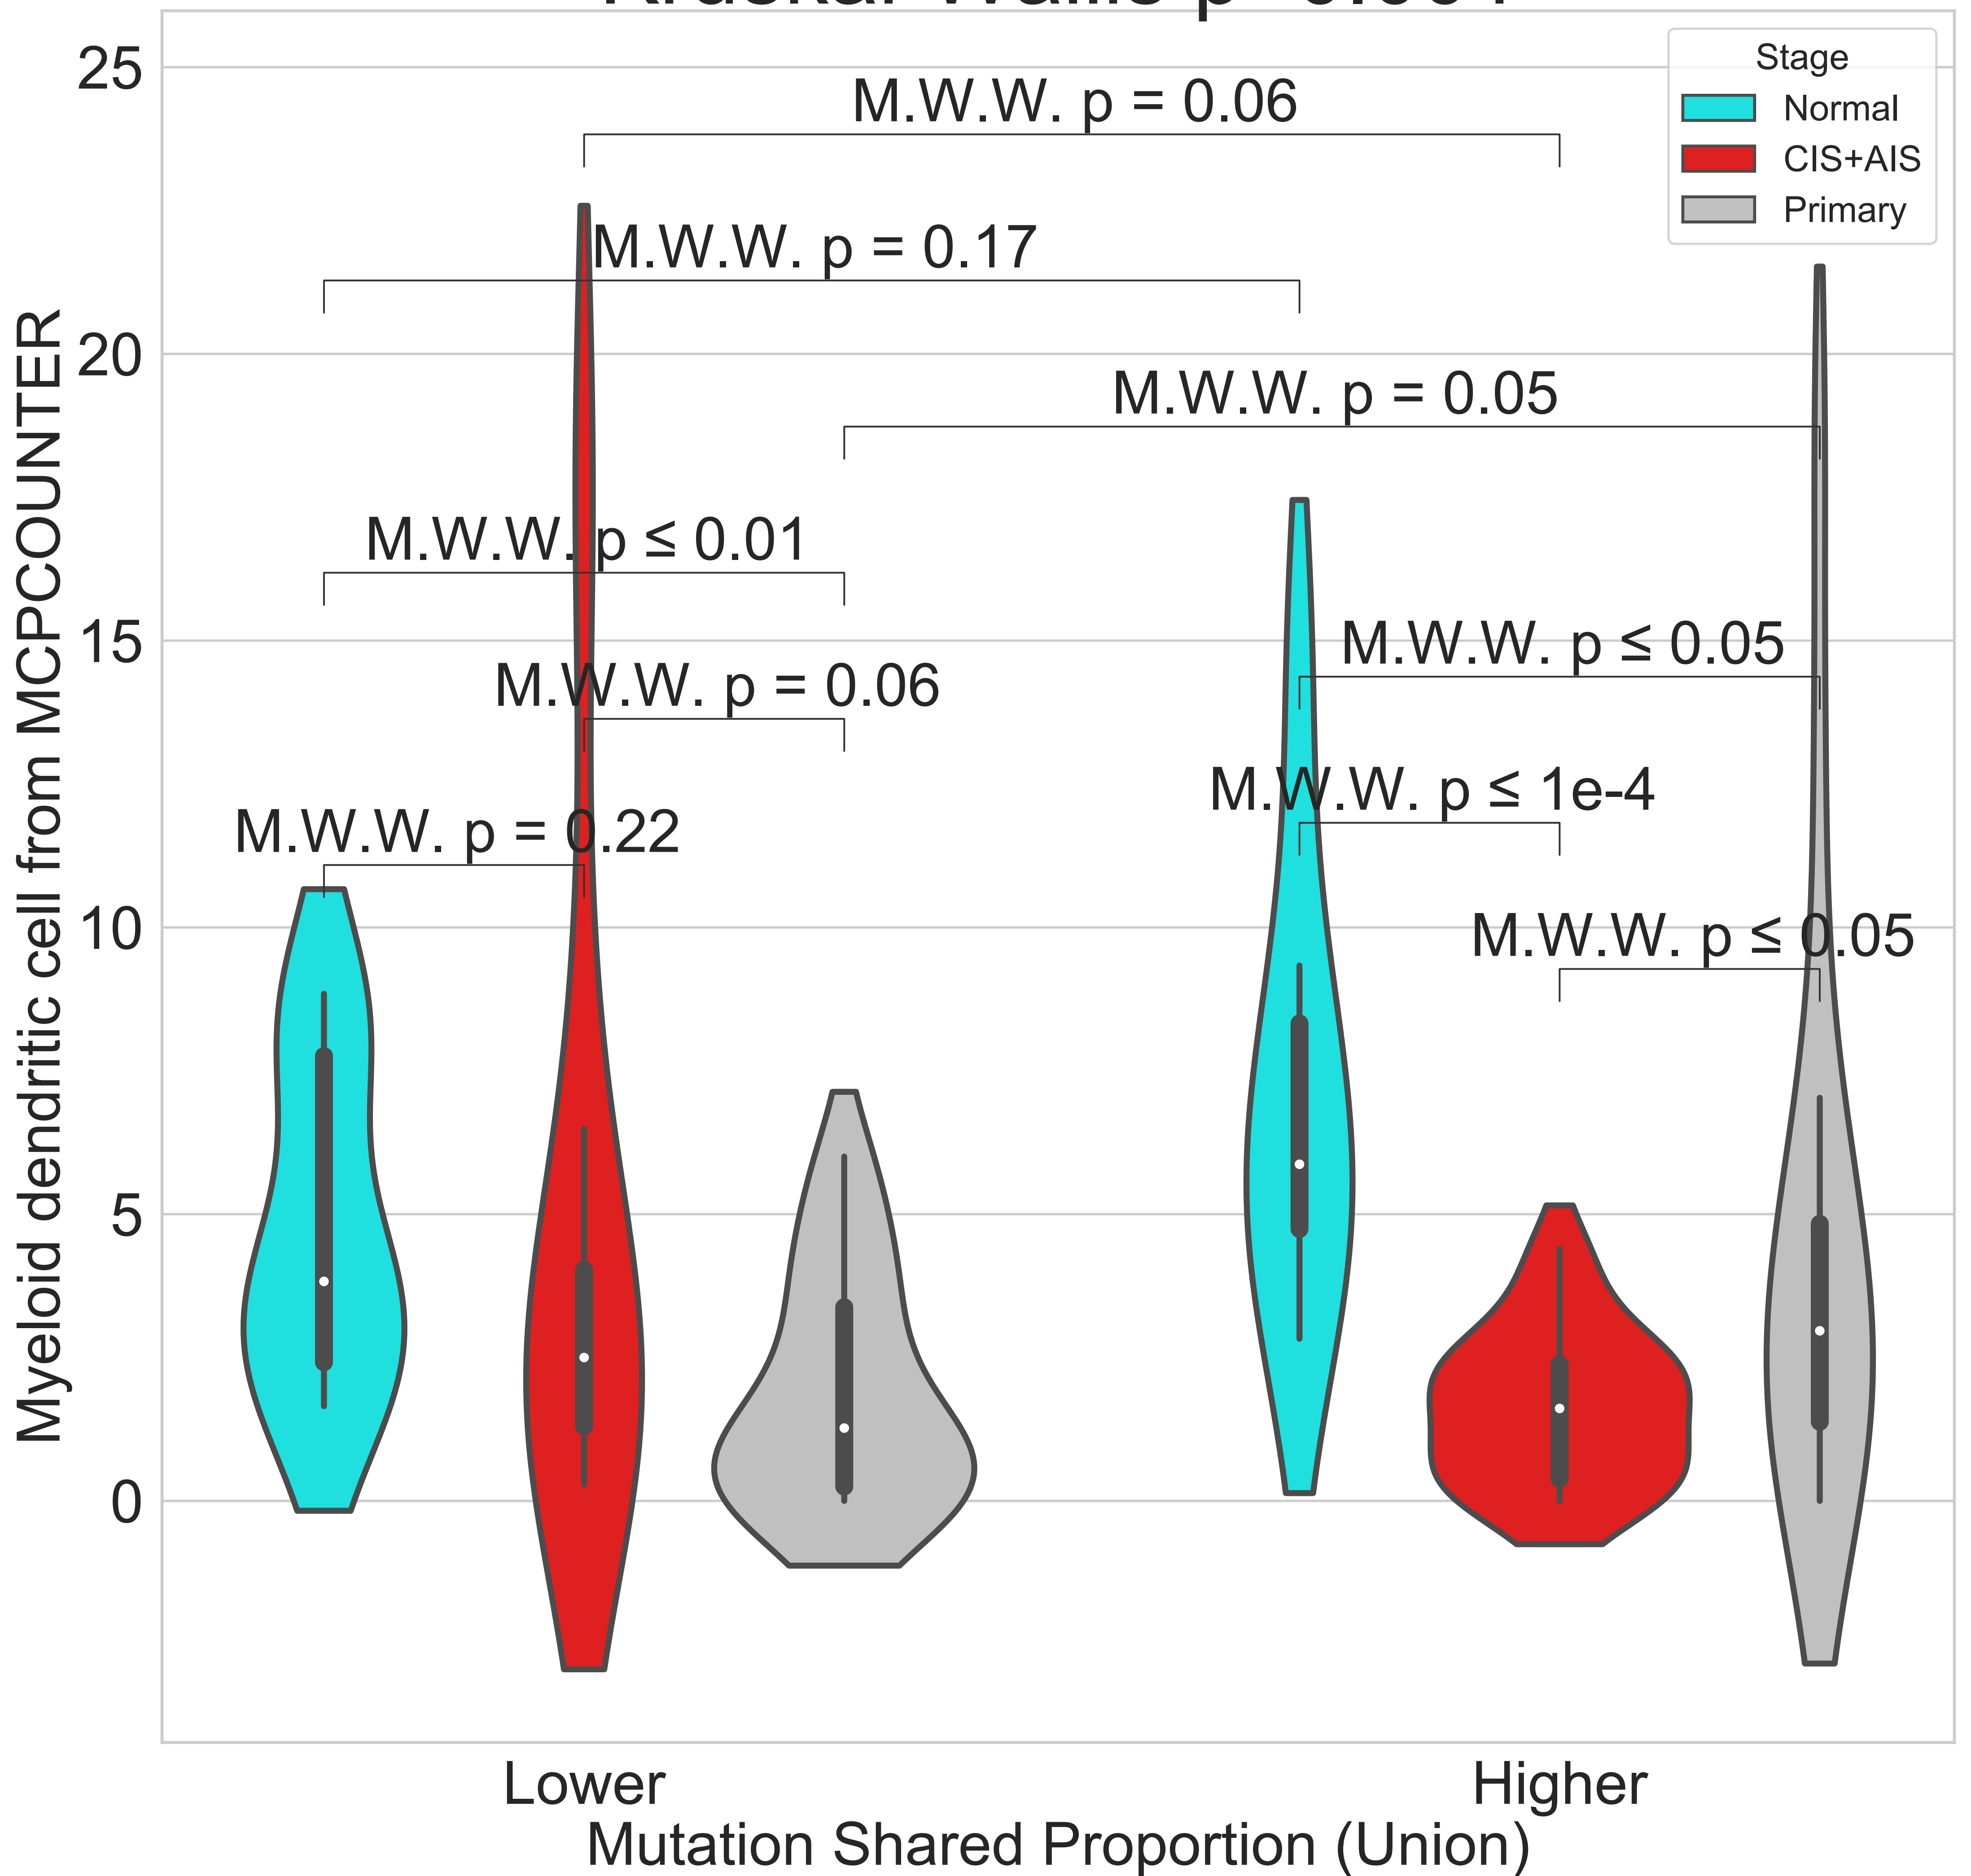 Stage
Normal
CIS+AIS
Primary
M.W.W. p = 0.06
M.W.W. p = 0.17
M.W.W. p = 0.05
M.W.W. p ≤ 0.01
M.W.W. p ≤ 0.05
M.W.W. p = 0.06
M.W.W. p ≤ 1e-4
M.W.W. p = 0.22
M.W.W. p ≤ 0.05
25
20
15
10
5
0
Myeloid dendritic cell from MCPCOUNTER
Lower
Higher
Mutation Shared Proportion (Union)